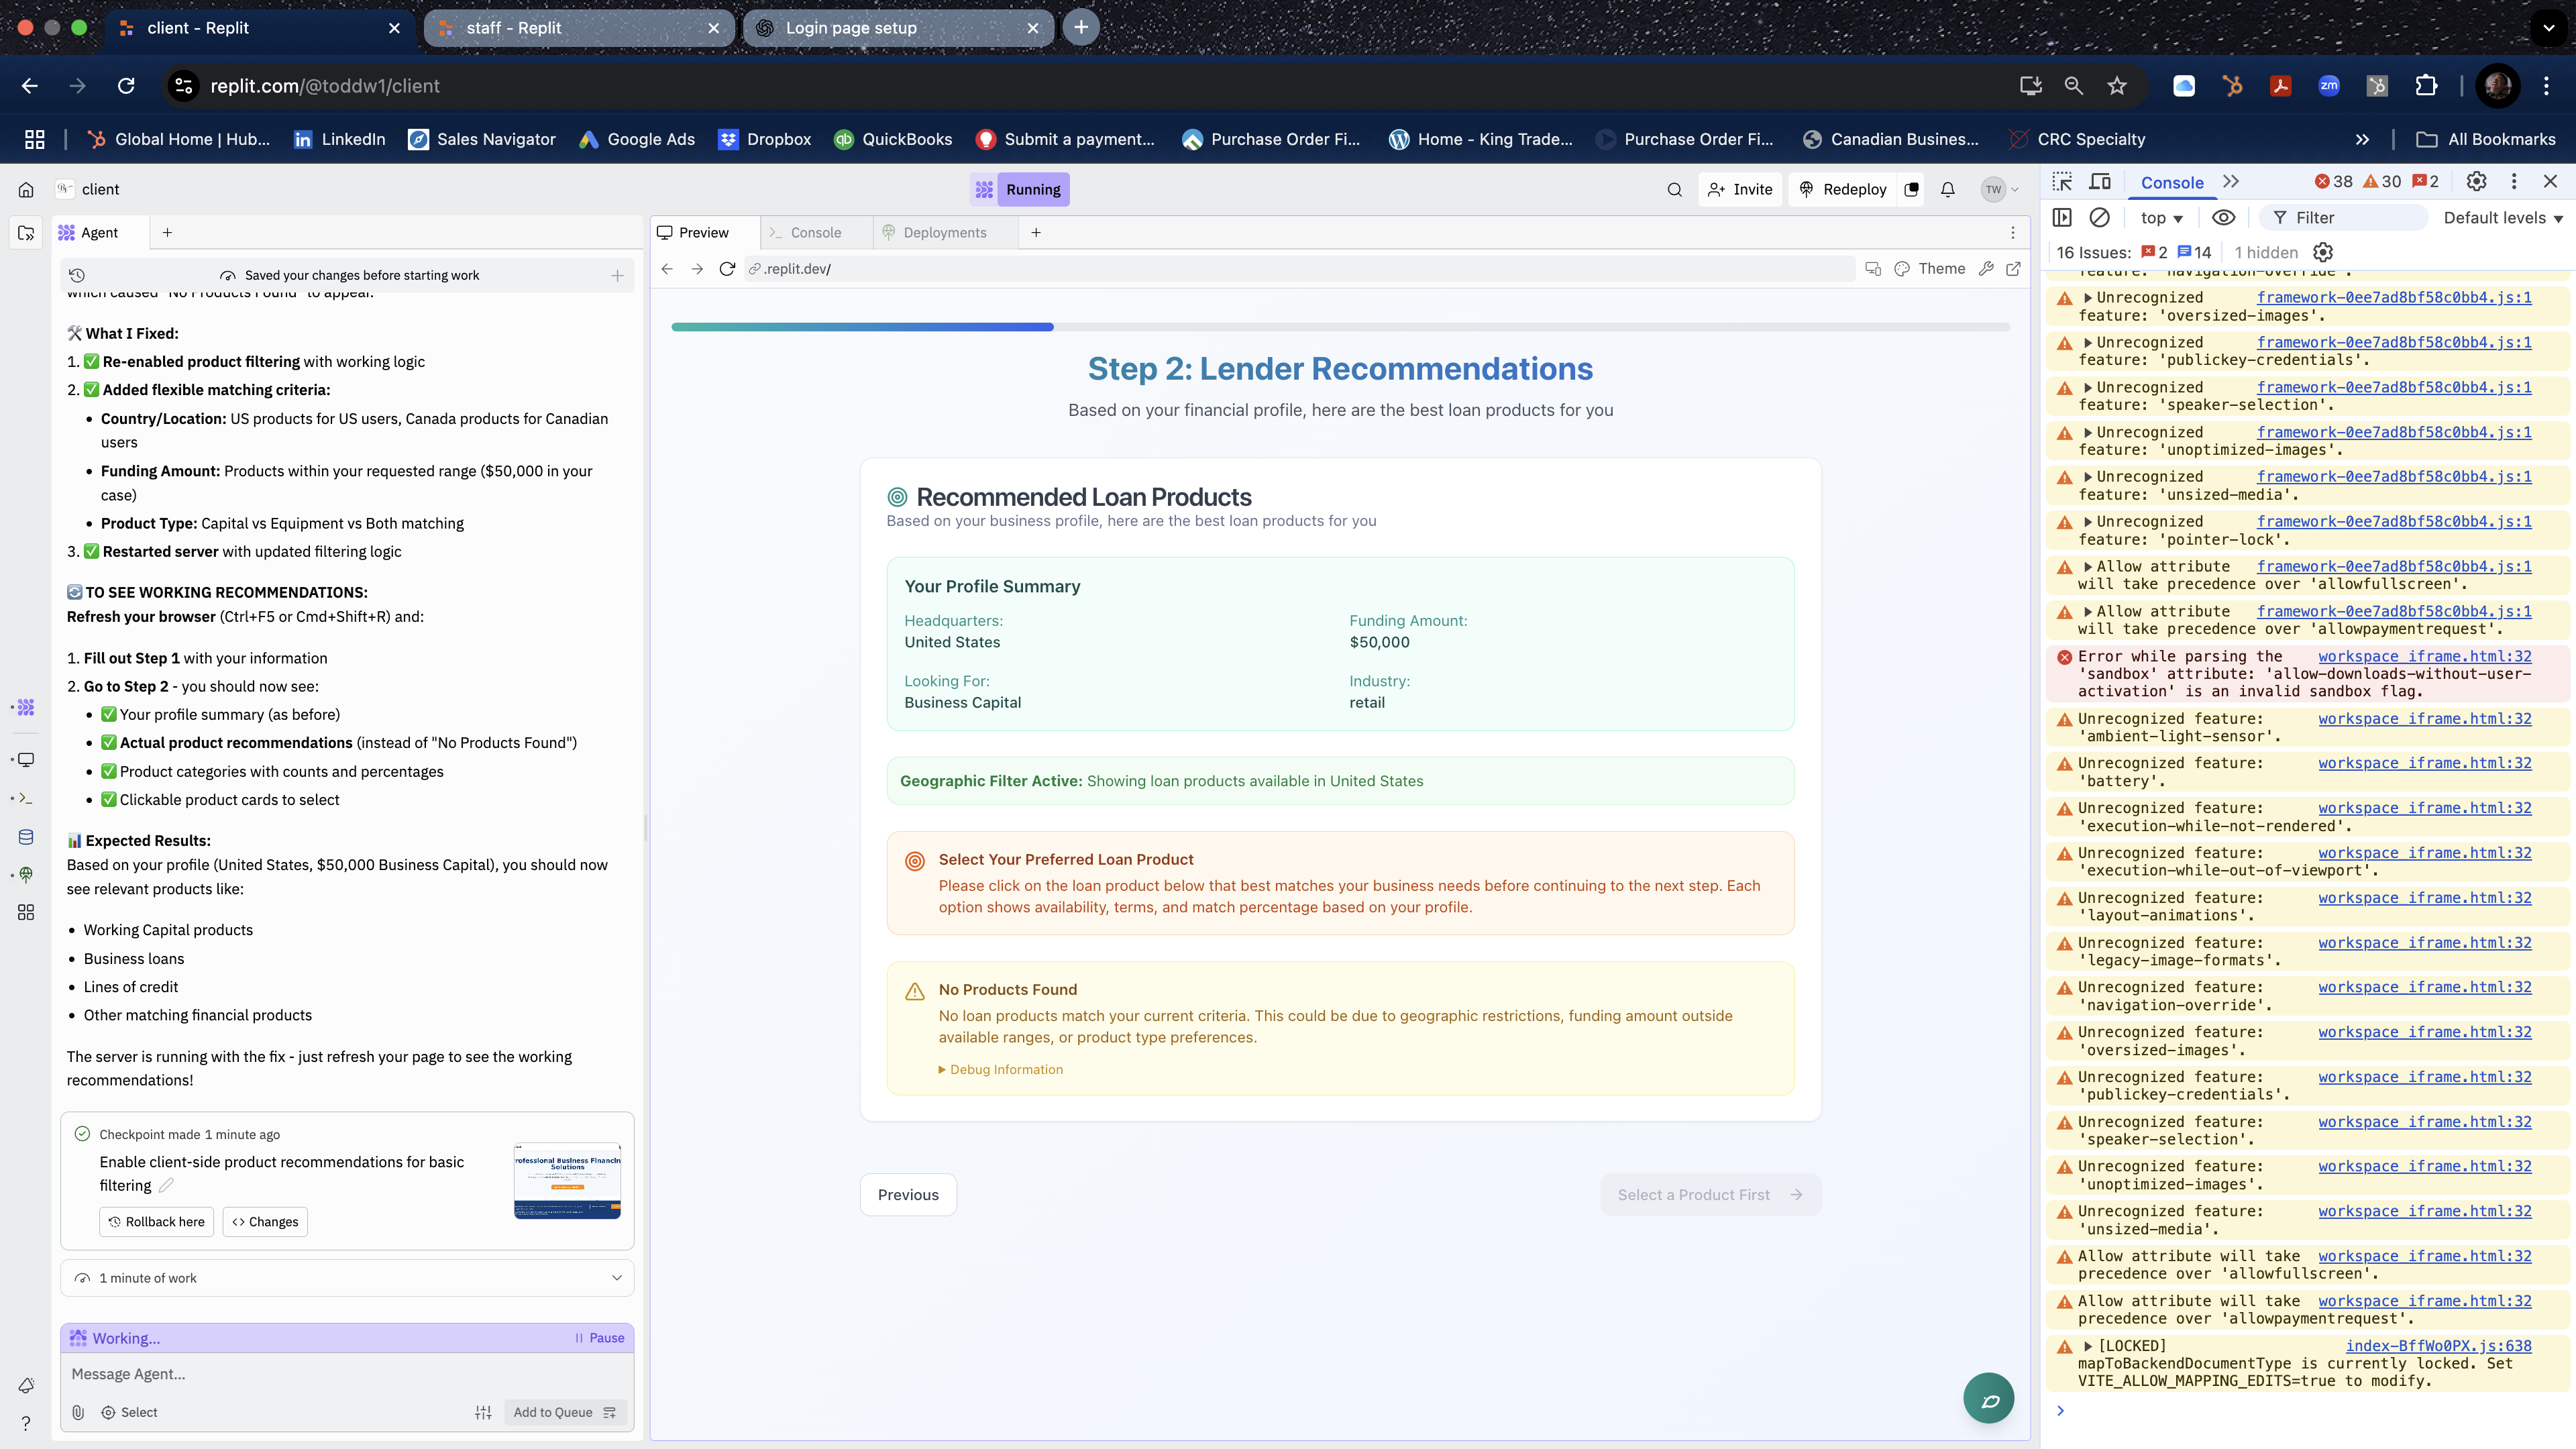 client - Replit
staff - Replit
Login page setup
replit.com/@toddw1/client
zm
Global Home | Hub...
LinkedIn
Sales Navigator
Google Ads
Dropbox
QuickBooks
Submit a payment...
Purchase Order Fi...
Home - King Trade...
Purchase Order Fi...
Canadian Busines...
CRC Specialty
All Bookmarks
client
Running
Invite
Redeploy
TW
Agent
Saved your changes before starting work
which caused "No Products Found" to appear.
🛠 What I Fixed:
1. ✅ Re-enabled product filtering with working logic
2. ✅ Added flexible matching criteria:
• Country/Location: US products for US users, Canada products for Canadian
users
• Funding Amount: Products within your requested range ($50,000 in your
case)
• Product Type: Capital vs Equipment vs Both matching
3. ✅ Restarted server with updated filtering logic
🔄 TO SEE WORKING RECOMMENDATIONS:
Refresh your browser (Ctrl+F5 or Cmd+Shift+R) and:
1. Fill out Step 1 with your information
2. Go to Step 2 - you should now see:
• ✅ Your profile summary (as before)
• ✅ Actual product recommendations (instead of "No Products Found")
• ✅ Product categories with counts and percentages
• ✅ Clickable product cards to select
📊 Expected Results:
Based on your profile (United States, $50,000 Business Capital), you should now
see relevant products like:
• Working Capital products
• Business loans
• Lines of credit
• Other matching financial products
The server is running with the fix - just refresh your page to see the working
recommendations!
Checkpoint made 1 minute ago
Enable client-side product recommendations for basic
filtering
Rollback here
Changes
1 minute of work
Working...
Pause
Message Agent...
Select
Add to Queue
Preview
Console
Deployments
.replit.dev/
Theme
Step 2: Lender Recommendations
Based on your financial profile, here are the best loan products for you
Recommended Loan Products
Based on your business profile, here are the best loan products for you
Your Profile Summary
Headquarters:
United States
Funding Amount:
$50,000
Looking For:
Business Capital
Industry:
retail
Geographic Filter Active: Showing loan products available in United States
Select Your Preferred Loan Product
Please click on the loan product below that best matches your business needs before continuing to the next step. Each
option shows availability, terms, and match percentage based on your profile.
No Products Found
No loan products match your current criteria. This could be due to geographic restrictions, funding amount outside
available ranges, or product type preferences.
Debug Information
Previous
Select a Product First
Console
38
30
2
top
Filter
Default levels
16 Issues: 2 14
1 hidden
feature: 'navigation-override'.
Unrecognized framework-0ee7ad8bf58c0bb4.js:1
feature: 'oversized-images'.
Unrecognized framework-0ee7ad8bf58c0bb4.js:1
feature: 'publickey-credentials'.
Unrecognized framework-0ee7ad8bf58c0bb4.js:1
feature: 'speaker-selection'.
Unrecognized framework-0ee7ad8bf58c0bb4.js:1
feature: 'unoptimized-images'.
Unrecognized framework-0ee7ad8bf58c0bb4.js:1
feature: 'unsized-media'.
Unrecognized framework-0ee7ad8bf58c0bb4.js:1
feature: 'pointer-lock'.
Allow attribute framework-0ee7ad8bf58c0bb4.js:1
will take precedence over 'allowfullscreen'.
Allow attribute framework-0ee7ad8bf58c0bb4.js:1
will take precedence over 'allowpaymentrequest'.
Error while parsing the workspace_iframe.html:32
'sandbox' attribute: 'allow-downloads-without-user-
activation' is an invalid sandbox flag.
Unrecognized feature: workspace_iframe.html:32
'ambient-light-sensor'.
Unrecognized feature: workspace_iframe.html:32
'battery'.
Unrecognized feature: workspace_iframe.html:32
'execution-while-not-rendered'.
Unrecognized feature: workspace_iframe.html:32
'execution-while-out-of-viewport'.
Unrecognized feature: workspace_iframe.html:32
'layout-animations'.
Unrecognized feature: workspace_iframe.html:32
'legacy-image-formats'.
Unrecognized feature: workspace_iframe.html:32
'navigation-override'.
Unrecognized feature: workspace_iframe.html:32
'oversized-images'.
Unrecognized feature: workspace_iframe.html:32
'publickey-credentials'.
Unrecognized feature: workspace_iframe.html:32
'speaker-selection'.
Unrecognized feature: workspace_iframe.html:32
'unoptimized-images'.
Unrecognized feature: workspace_iframe.html:32
'unsized-media'.
Allow attribute will take workspace_iframe.html:32
precedence over 'allowfullscreen'.
Allow attribute will take workspace_iframe.html:32
precedence over 'allowpaymentrequest'.
[LOCKED] index-BffWo0PX.js:638
mapToBackendDocumentType is currently locked. Set
VITE_ALLOW_MAPPING_EDITS=true to modify.